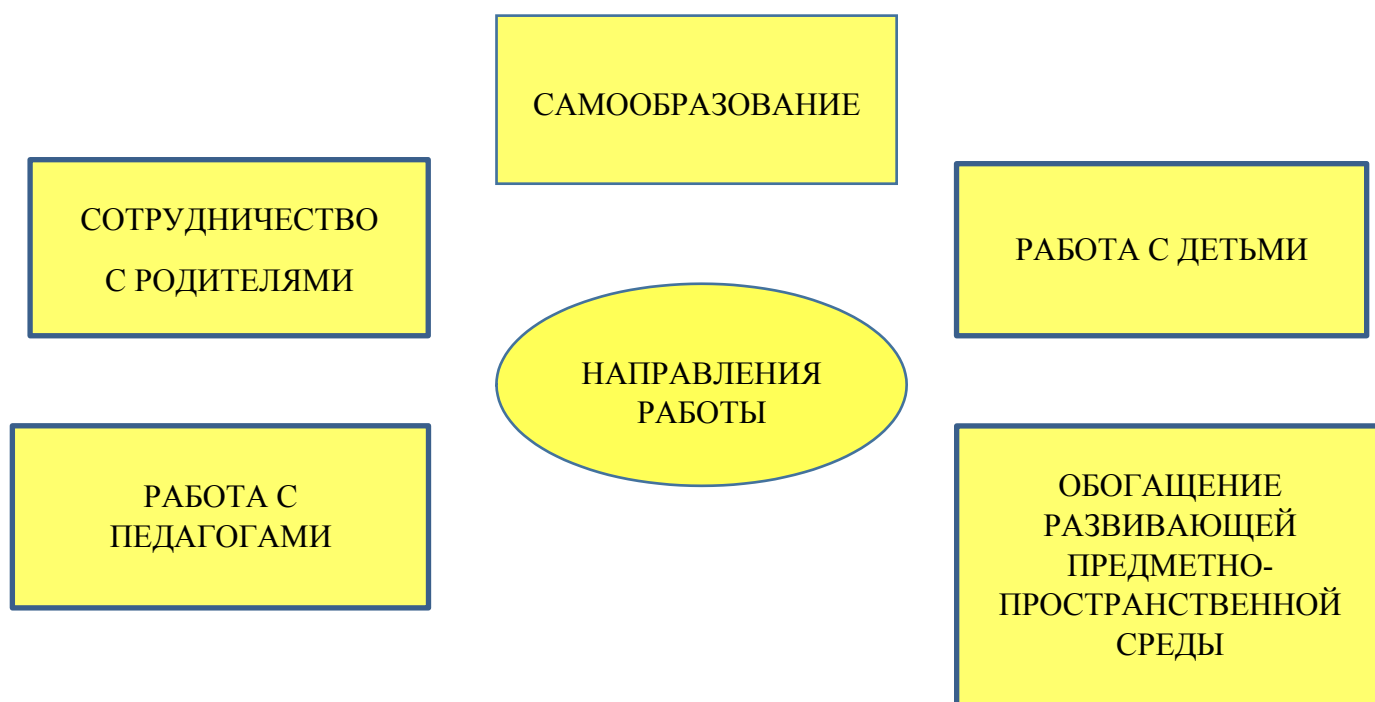 САМООБРАЗОВАНИЕ
СОТРУДНИЧЕСТВО
С РОДИТЕЛЯМИ
РАБОТА С ДЕТЬМИ
НАПРАВЛЕНИЯ
РАБОТЫ
РАБОТА С
ПЕДАГОГАМИ
ОБОГАЩЕНИЕ
РАЗВИВАЮЩЕЙ
ПРЕДМЕТНО-
ПРОСТРАНСТВЕННОЙ
СРЕДЫ